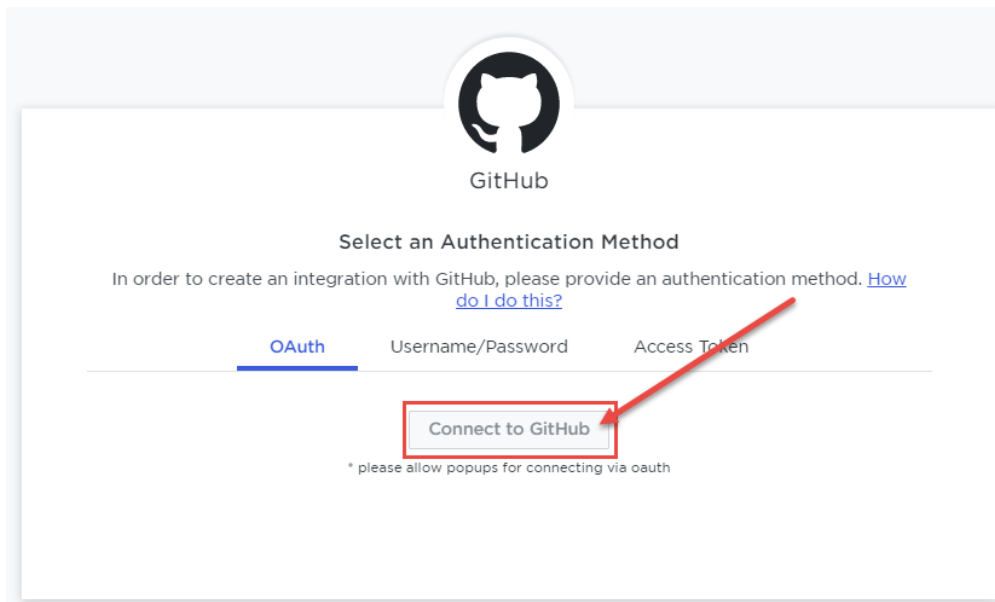 GitHub
Select an Authentication Method
In order to create an integration with GitHub, please provide an authentication method. How
do I do this?
OAuth Username/Password Access Token
Connect to GitHub
* please allow popups for connecting via oauth